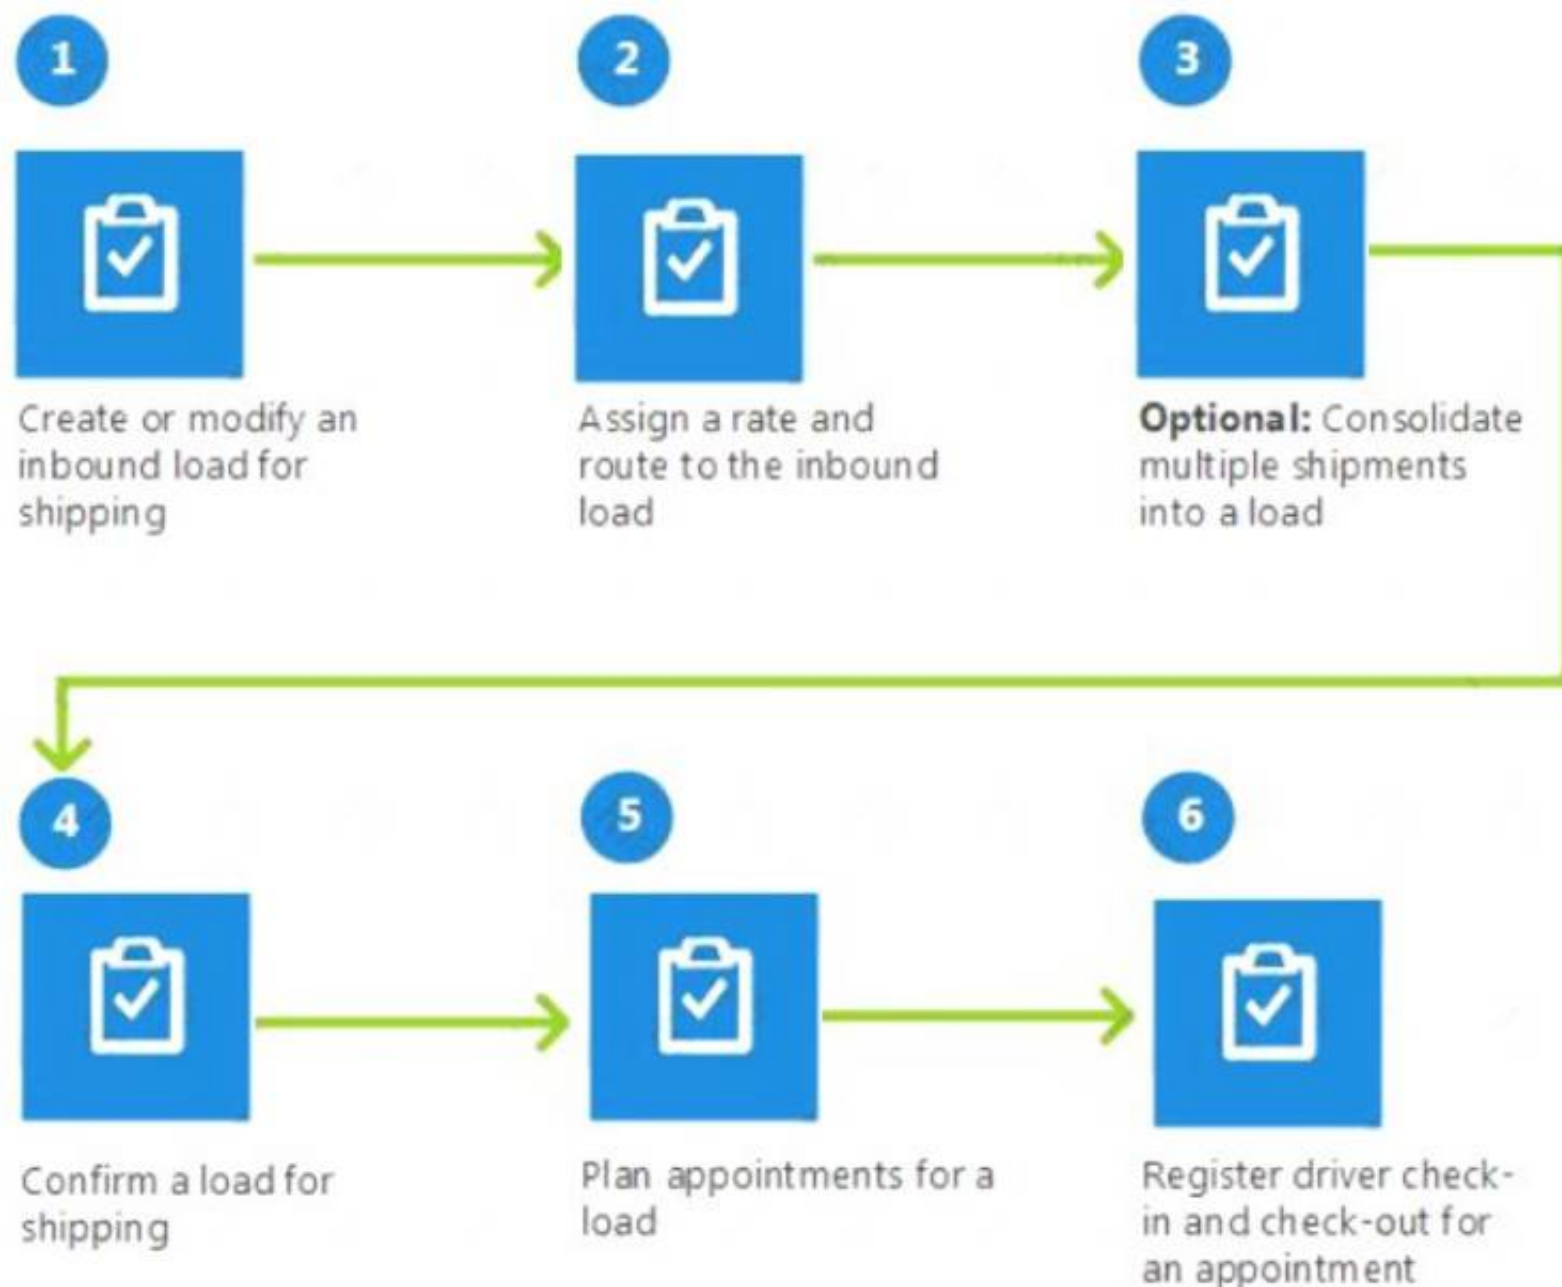 1
2
3
Create or modify an
inbound load for
shipping
Assign a rate and
route to the inbound
load
Optional: Consolidate
multiple shipments
into a load
4
5
6
Confirm a load for
shipping
Plan appointments for a
load
Register driver check-
in and check-out for
an appointment